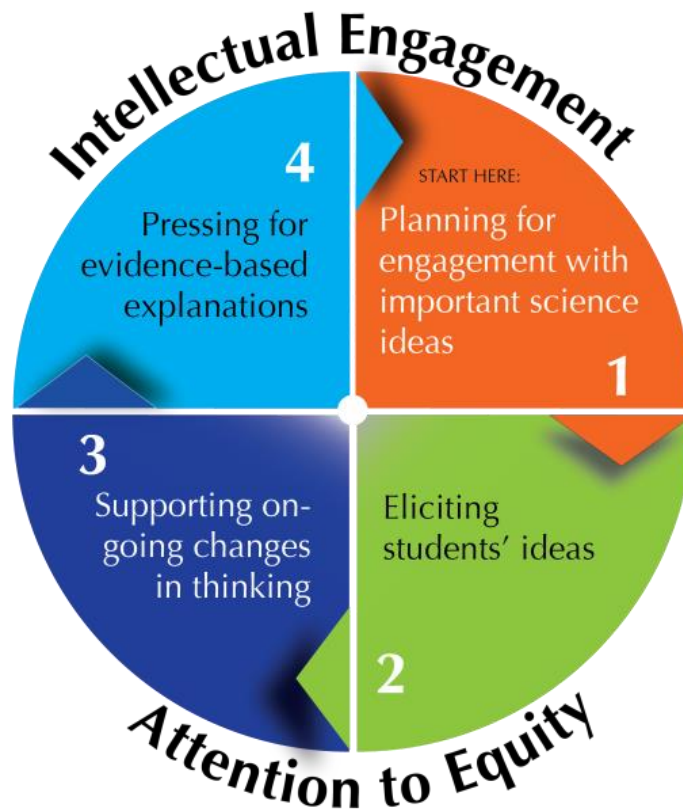 Intellectual Engagement
START HERE:
Planning for
engagement with
important science
ideas
1
Eliciting
students' ideas
2
3
Supporting on-
going changes
in thinking
4
Pressing for
evidence-based
explanations
Attention to Equity